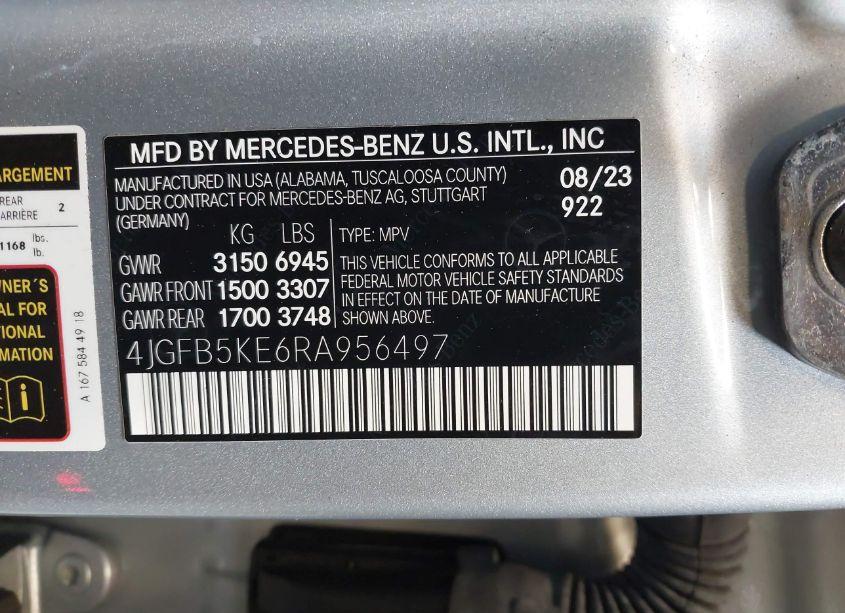 ARGEMENT
REAR
ARRIÈRE 2
1168 lbs.
lb.
WNER´S
AL FOR
TIONAL
RMATION
A 167 584 49 18
MFD BY MERCEDES-BENZ U.S. INTL., INC
MANUFACTURED IN USA (ALABAMA, TUSCALOOSA COUNTY) 08/23
UNDER CONTRACT FOR MERCEDES-BENZ AG, STUTTGART 922
(GERMANY)
KG LBS TYPE: MPV
GVWR 3150 6945 THIS VEHICLE CONFORMS TO ALL APPLICABLE
GAWR FRONT 1500 3307 FEDERAL MOTOR VEHICLE SAFETY STANDARDS
GAWR REAR 1700 3748 IN EFFECT ON THE DATE OF MANUFACTURE
SHOWN ABOVE.
4JGFB5KE6RA956497